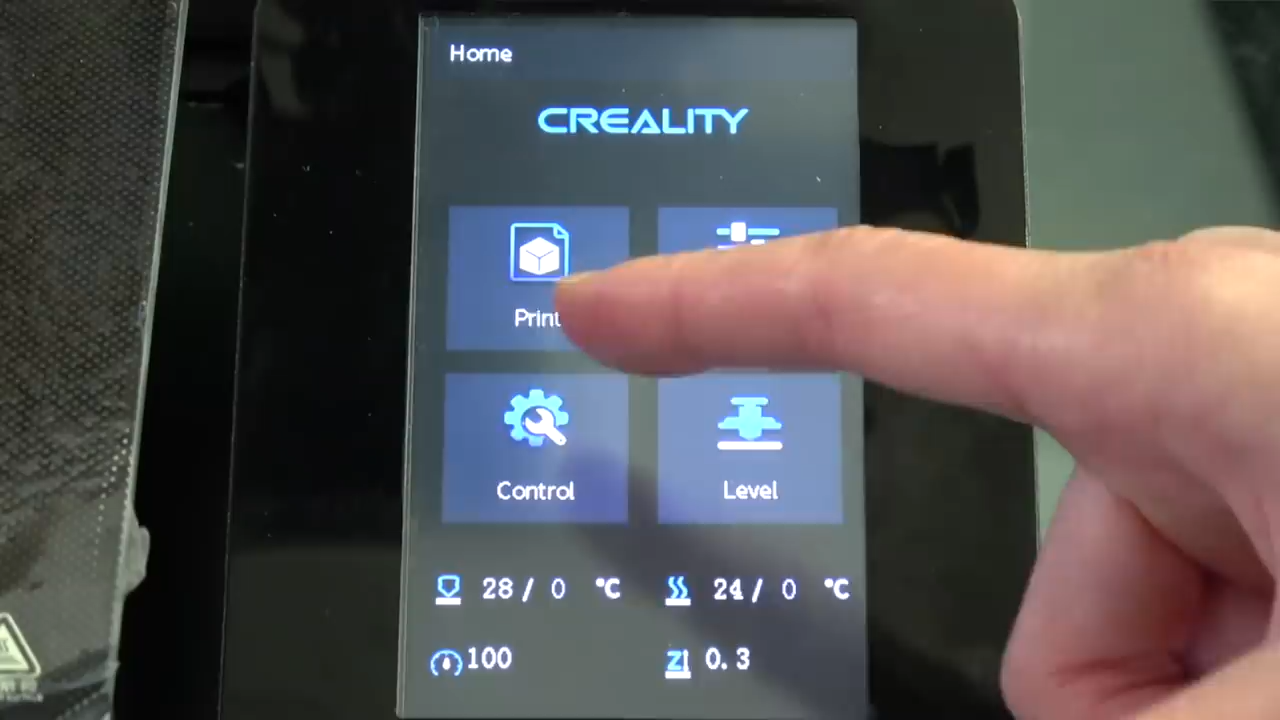 Home
CREALITY
Print
Control
Level
28 / 0 °C
24 / 0 °C
100
Z 0.3